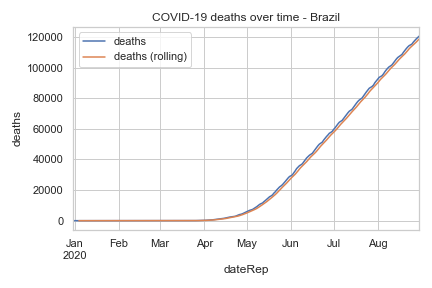 COVID-19 deaths over time - Brazil
deaths
deaths (rolling)
120000
100000
80000
60000
40000
20000
0
deaths
Jan Feb Mar Apr May Jun Jul Aug
2020
dateRep